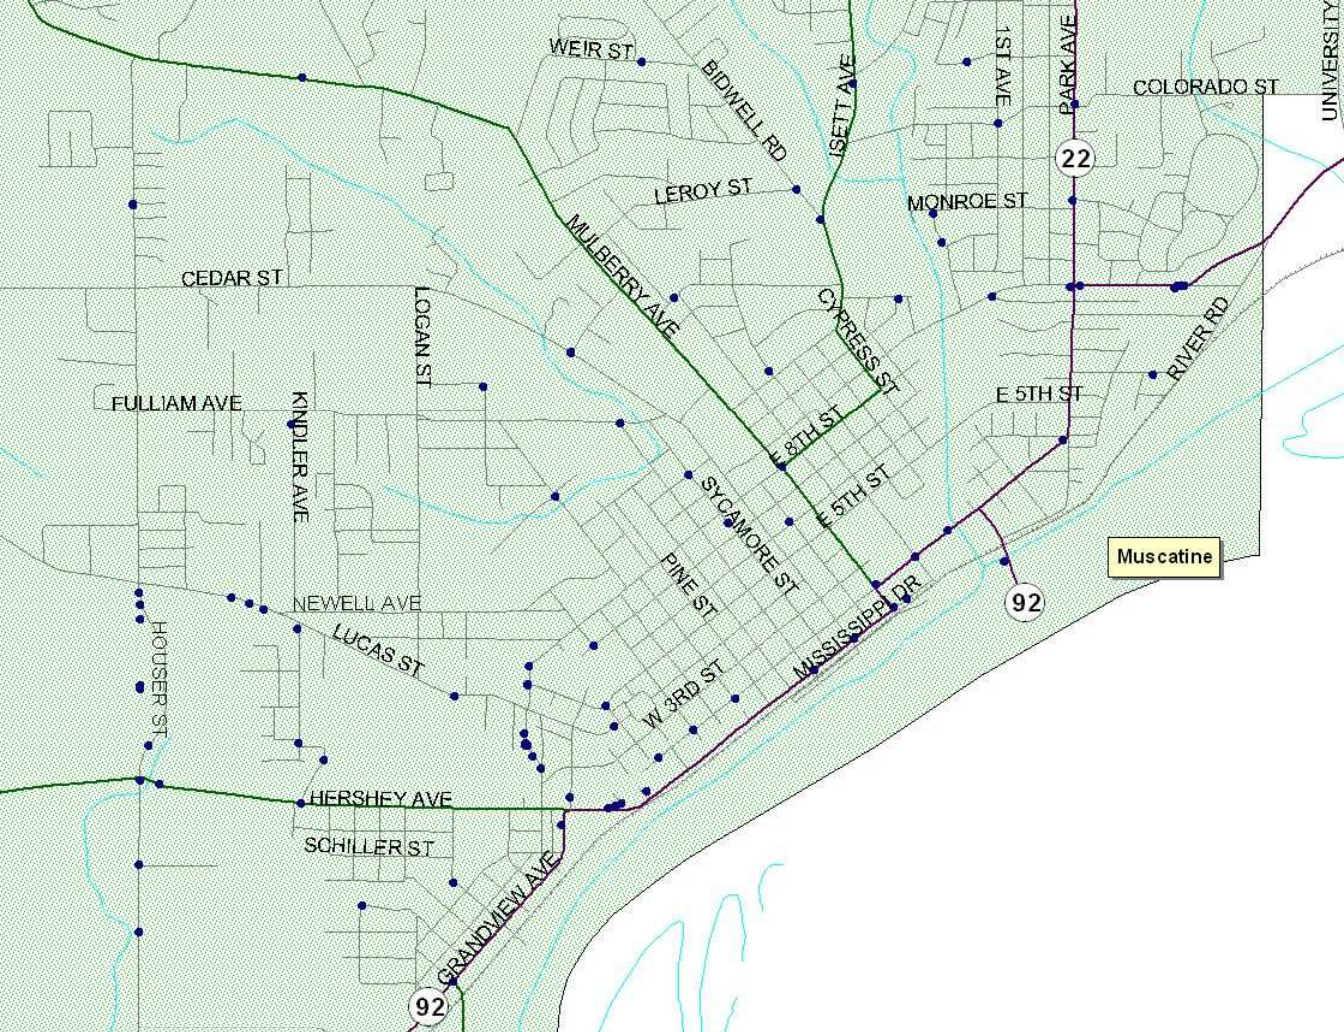 WEIR ST
BIDWELL RD
ISETT AVE
1ST AVE
PARK AVE
COLORADO ST
UNIVERSITY
22
LEROY ST
MONROE ST
MULBERRY AVE
CEDAR ST
LOGAN ST
CYPRESS ST
RIVER RD
FULLIAM AVE
KINDLER AVE
E 5TH ST
E 8TH ST
E 5TH ST
SYCAMORE ST
PINE ST
Muscatine
92
NEWELL AVE
LUCAS ST
HOUSER ST
MISSISSIPPI DR
W 3RD ST
HERSHEY AVE
SCHILLER ST
GRANDVIEW AVE
92